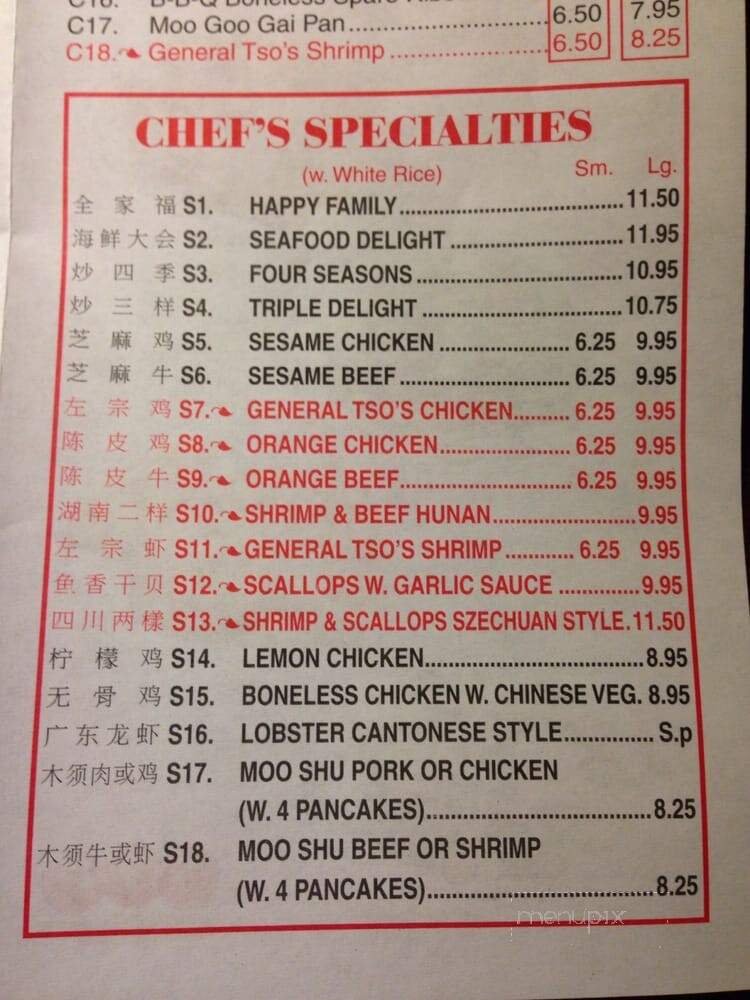 C16. B-B-Q Boneless Spare Ribs
C17. Moo Goo Gai Pan....................................6.50 7.95
C18. General Tso's Shrimp ............................6.50 8.25
CHEF'S SPECIALTIES
(w. White Rice) Sm. Lg.
全家福 S1. HAPPY FAMILY.......................................11.50
海鲜大会 S2. SEAFOOD DELIGHT ..............................11.95
炒四季 S3. FOUR SEASONS....................................10.95
炒三样 S4. TRIPLE DELIGHT ...................................10.75
芝麻鸡 S5. SESAME CHICKEN ....................... 6.25 9.95
芝麻牛 S6. SESAME BEEF.............................. 6.25 9.95
左宗鸡 S7. GENERAL TSO'S CHICKEN.......... 6.25 9.95
陈皮鸡 S8. ORANGE CHICKEN....................... 6.25 9.95
陈皮牛 S9. ORANGE BEEF.............................. 6.25 9.95
湖南二样 S10. SHRIMP & BEEF HUNAN.........................9.95
左宗虾 S11. GENERAL TSO'S SHRIMP............ 6.25 9.95
鱼香干贝 S12. SCALLOPS W. GARLIC SAUCE ..............9.95
四川两樣 S13. SHRIMP & SCALLOPS SZECHUAN STYLE.11.50
柠檬鸡 S14. LEMON CHICKEN.....................................8.95
无骨鸡 S15. BONELESS CHICKEN W. CHINESE VEG. 8.95
广东龙虾 S16. LOBSTER CANTONESE STYLE............... S.p
木须肉或鸡 S17. MOO SHU PORK OR CHICKEN
(W. 4 PANCAKES)......................................8.25
木须牛或虾 S18. MOO SHU BEEF OR SHRIMP
(W. 4 PANCAKES)......................................8.25
menupix